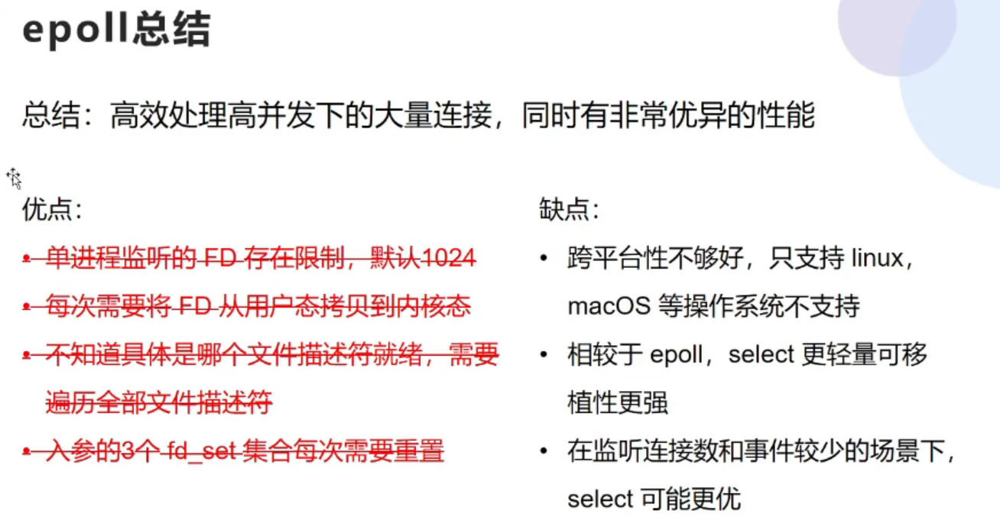 epoll总结
总结：高效处理高并发下的大量连接，同时有非常优异的性能
优点：
• 单进程监听的 FD 存在限制，默认1024
• 每次需要将 FD 从用户态拷贝到内核态
• 不知道具体是哪个文件描述符就绪，需要
遍历全部文件描述符
• 入参的3个 fd_set 集合每次需要重置
缺点：
• 跨平台性不够好，只支持 linux，
macOS 等操作系统不支持
• 相较于 epoll，select 更轻量可移
植性更强
• 在监听连接数和事件较少的场景下，
select 可能更优